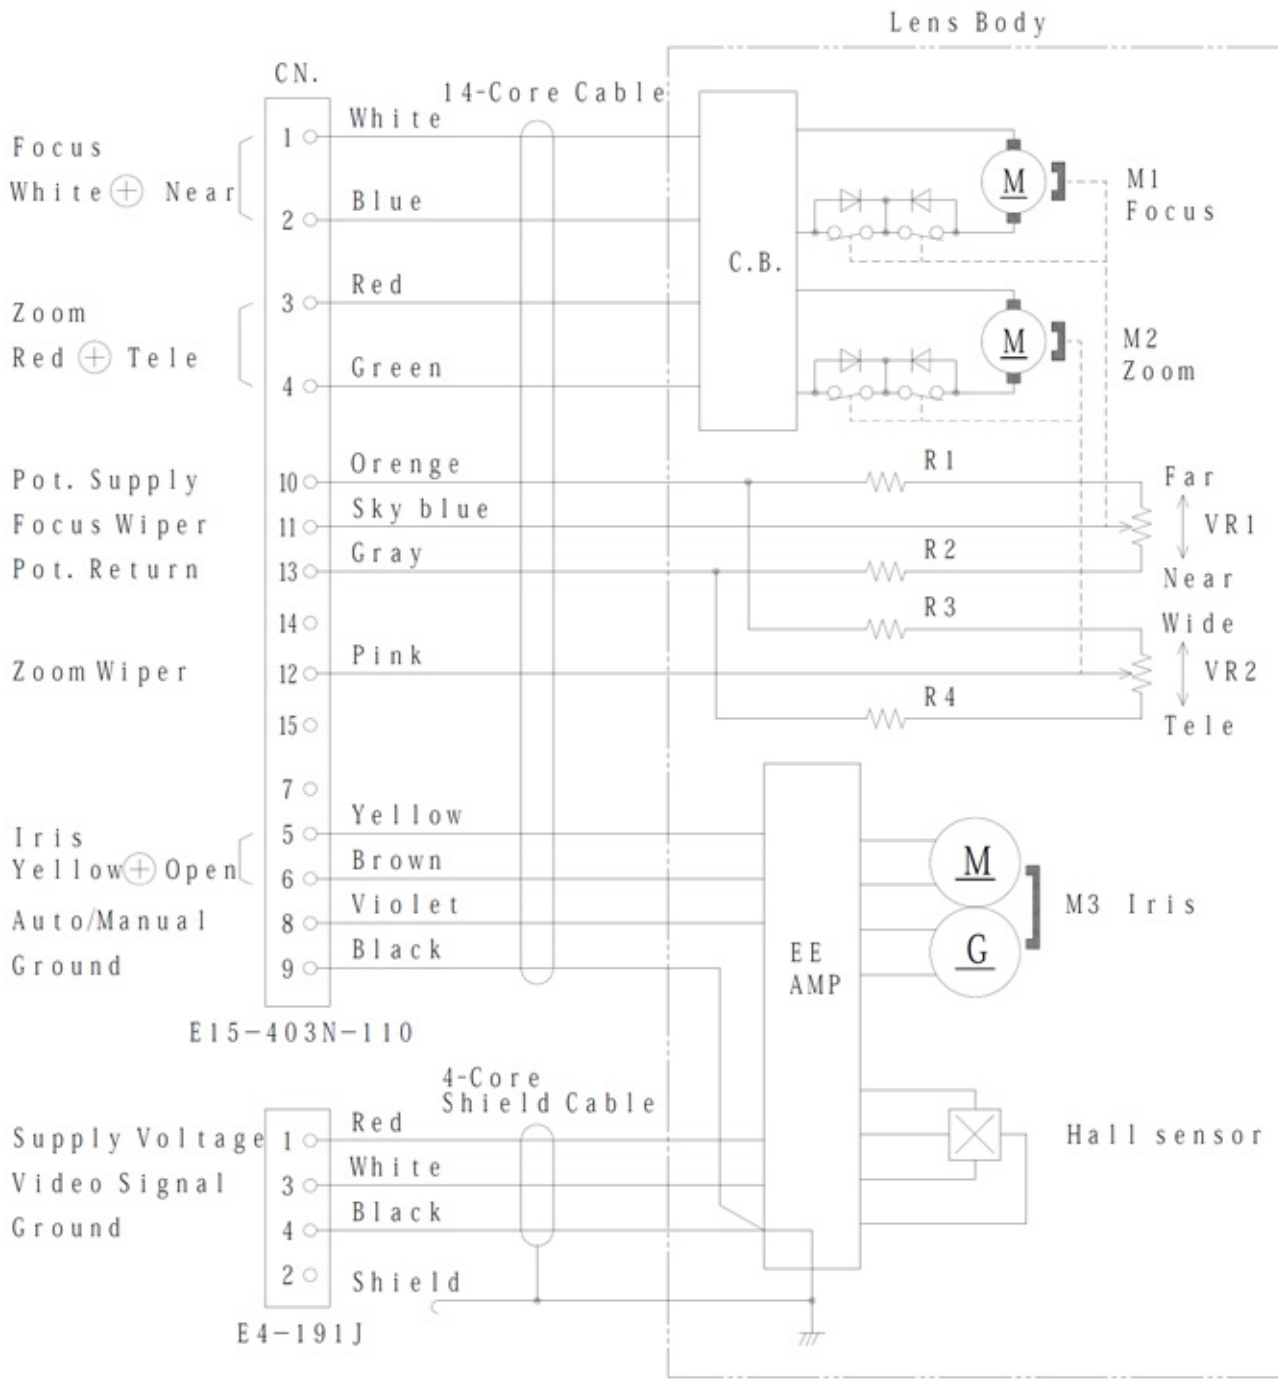 Lens Body
CN.
14-Core Cable
Focus
White ⊕ Near
1
White
2
Blue
Zoom
Red ⊕ Tele
3
Red
4
Green
C.B.
M
M1
Focus
M
M2
Zoom
Pot. Supply
10
Orenge
R1
Far
Focus Wiper
11
Sky blue
VR1
Pot. Return
13
Gray
R2
Near
14
R3
Wide
Zoom Wiper
12
Pink
VR2
15
R4
Tele
7
Iris
Yellow ⊕ Open
5
Yellow
6
Brown
Auto/Manual
8
Violet
Ground
9
Black
EE
AMP
M
G
M3 Iris
E15-403N-110
4-Core
Shield Cable
Supply Voltage
1
Red
Video Signal
3
White
Ground
4
Black
2
Shield
Hall sensor
E4-191J